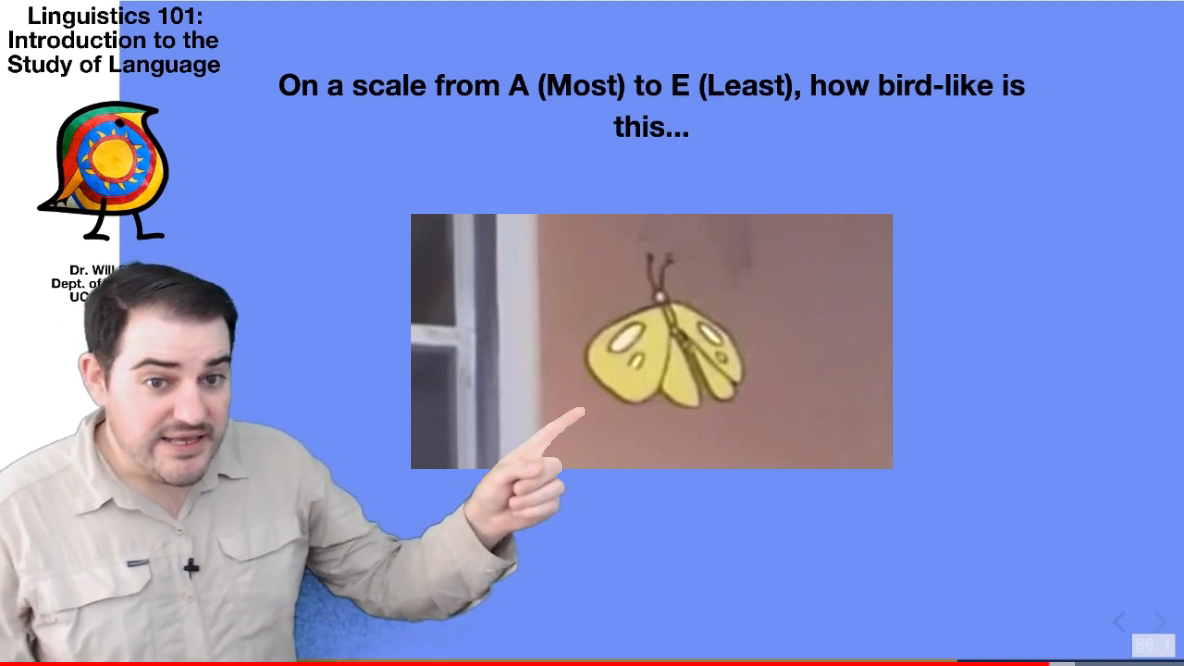 Linguistics 101:
Introduction to the
Study of Language
On a scale from A (Most) to E (Least), how bird-like is
this...
Dr. Will
Dept. of
UC
86.1